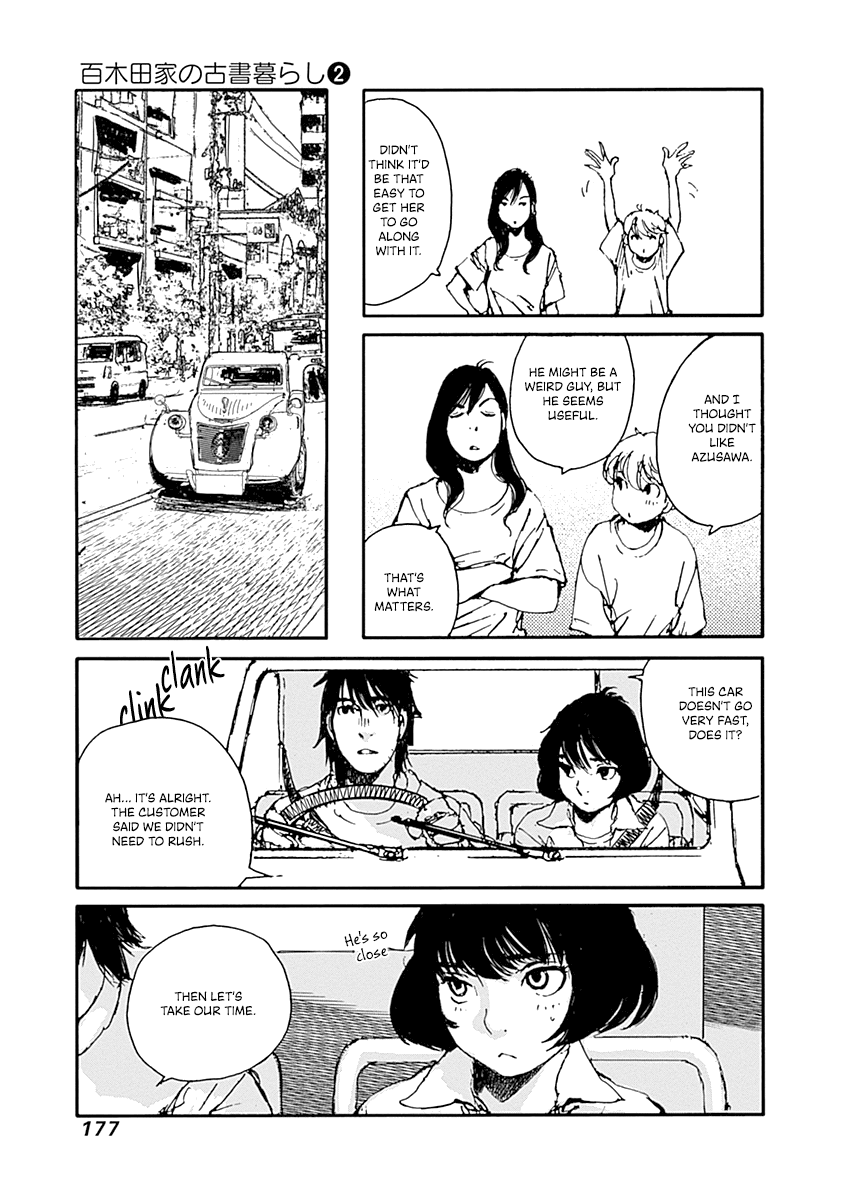 百木田家の古書暮らし❷
DIDN'T
THINK IT'D
BE THAT
EASY TO
GET HER
TO GO
ALONG
WITH IT.
AND I
THOUGHT
YOU DIDN'T
LIKE
AZUSAWA.
HE MIGHT BE A
WEIRD GUY, BUT
HE SEEMS
USEFUL.
THAT'S
WHAT
MATTERS.
clank
clink
THIS CAR
DOESN'T GO
VERY FAST,
DOES IT?
AH... IT'S ALRIGHT.
THE CUSTOMER
SAID WE DIDN'T
NEED TO RUSH.
He's so
close
THEN LET'S
TAKE OUR TIME.
177